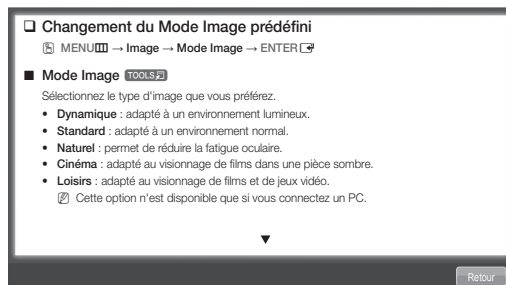 Changement du Mode Image prédéfini
MENU → Image → Mode Image → ENTER
Mode Image TOOLS
Sélectionnez le type d'image que vous préférez.
• Dynamique : adapté à un environnement lumineux.
• Standard : adapté à un environnement normal.
• Naturel : permet de réduire la fatigue oculaire.
• Cinéma : adapté au visionnage de films dans une pièce sombre.
• Loisirs : adapté au visionnage de films et de jeux vidéo.
Cette option n'est disponible que si vous connectez un PC.
Retour